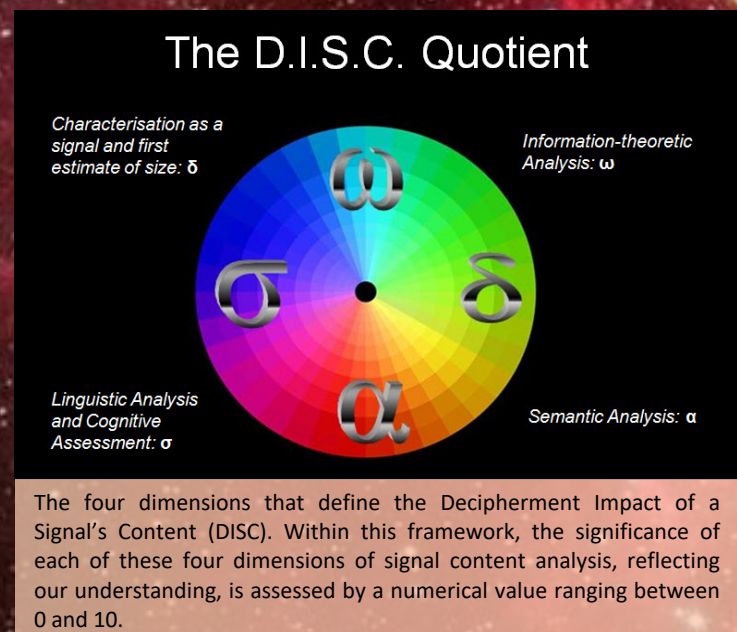 The D.I.S.C. Quotient
Characterisation as a
signal and first
estimate of size: δ
Information-theoretic
Analysis: ω
ω
σ
δ
α
Linguistic Analysis
and Cognitive
Assessment: σ
Semantic Analysis: α
The four dimensions that define the Decipherment Impact of a
Signal’s Content (DISC). Within this framework, the significance of
each of these four dimensions of signal content analysis, reflecting
our understanding, is assessed by a numerical value ranging between
0 and 10.